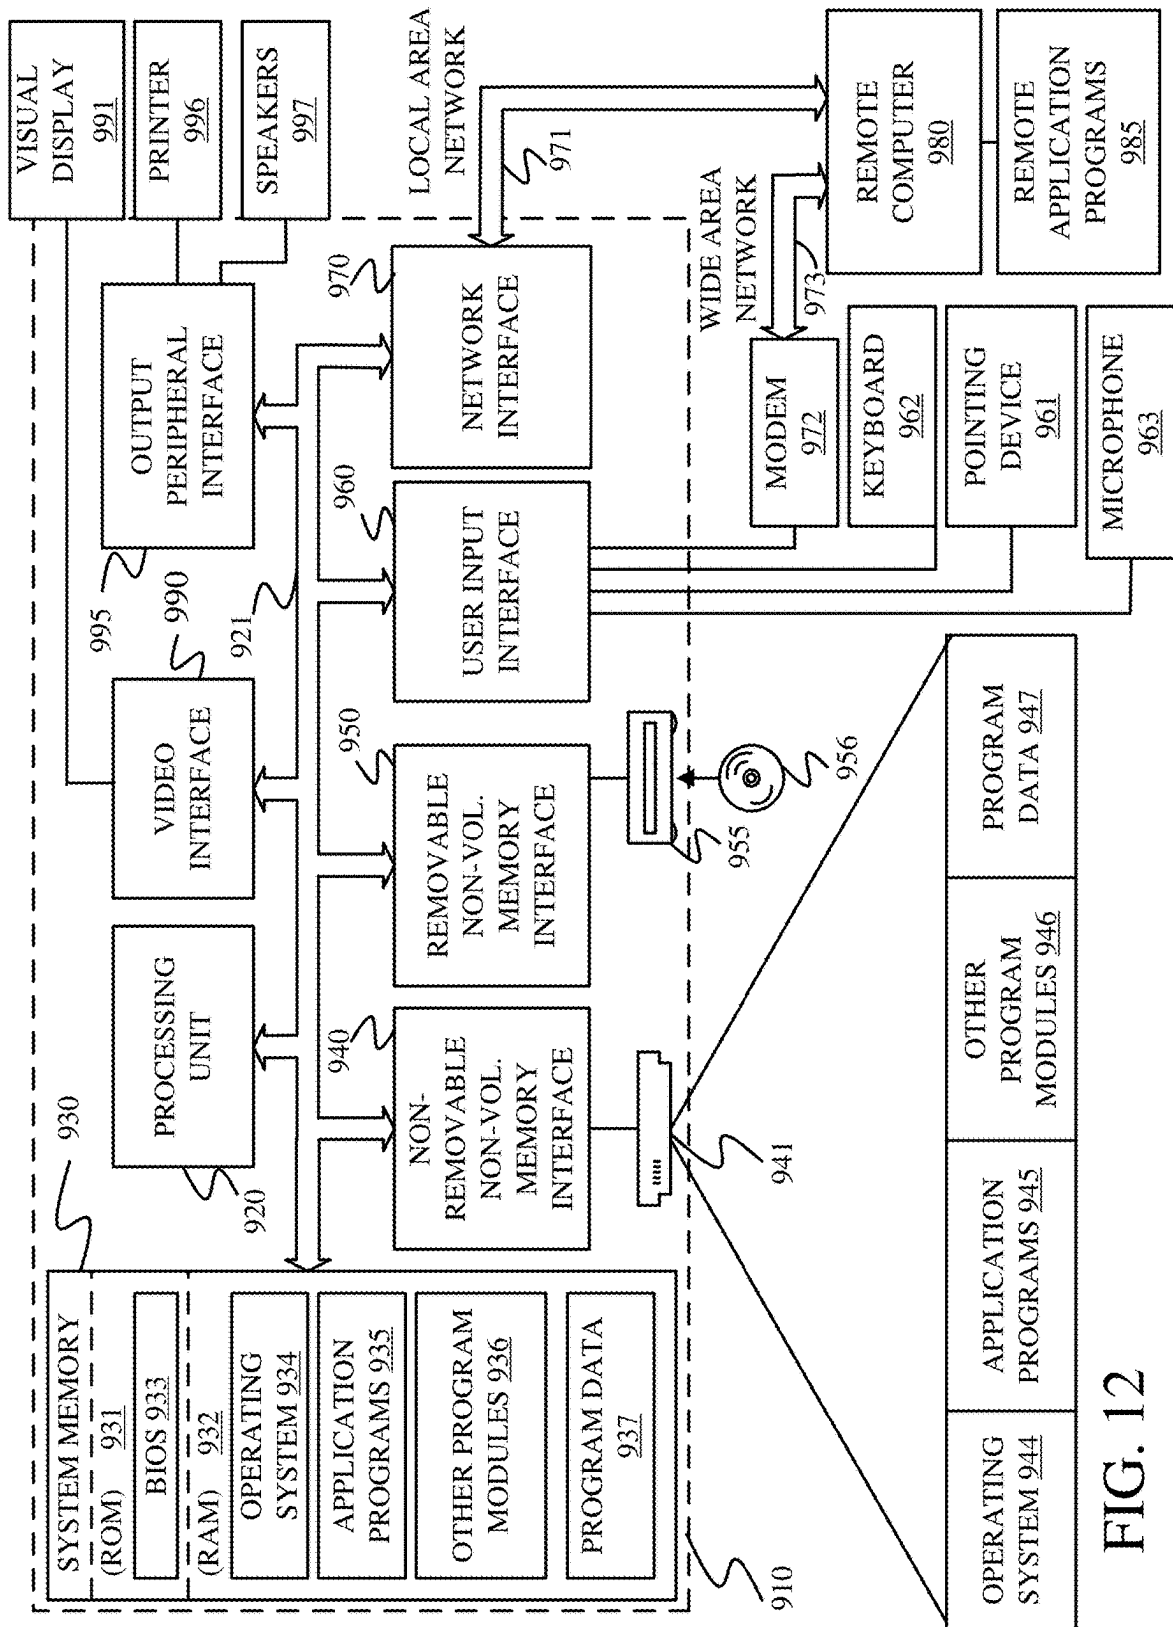 SYSTEM MEMORY
(ROM) 931
BIOS 933
(RAM) 932
OPERATING
SYSTEM 934
APPLICATION
PROGRAMS 935
OTHER PROGRAM
MODULES 936
PROGRAM DATA
937
930
910
PROCESSING
UNIT
920
VIDEO
INTERFACE
990
OUTPUT
PERIPHERAL
INTERFACE
995
921
VISUAL
DISPLAY
991
PRINTER
996
SPEAKERS
997
NON-
REMOVABLE
NON-VOL.
MEMORY
INTERFACE
940
REMOVABLE
NON-VOL.
MEMORY
INTERFACE
950
USER INPUT
INTERFACE
960
NETWORK
INTERFACE
970
LOCAL AREA
NETWORK
971
941
955
956
WIDE AREA
NETWORK
973
MODEM
972
KEYBOARD
962
POINTING
DEVICE
961
MICROPHONE
963
REMOTE
COMPUTER
980
REMOTE
APPLICATION
PROGRAMS
985
OPERATING
SYSTEM 944
APPLICATION
PROGRAMS 945
OTHER
PROGRAM
MODULES 946
PROGRAM
DATA 947
FIG. 12